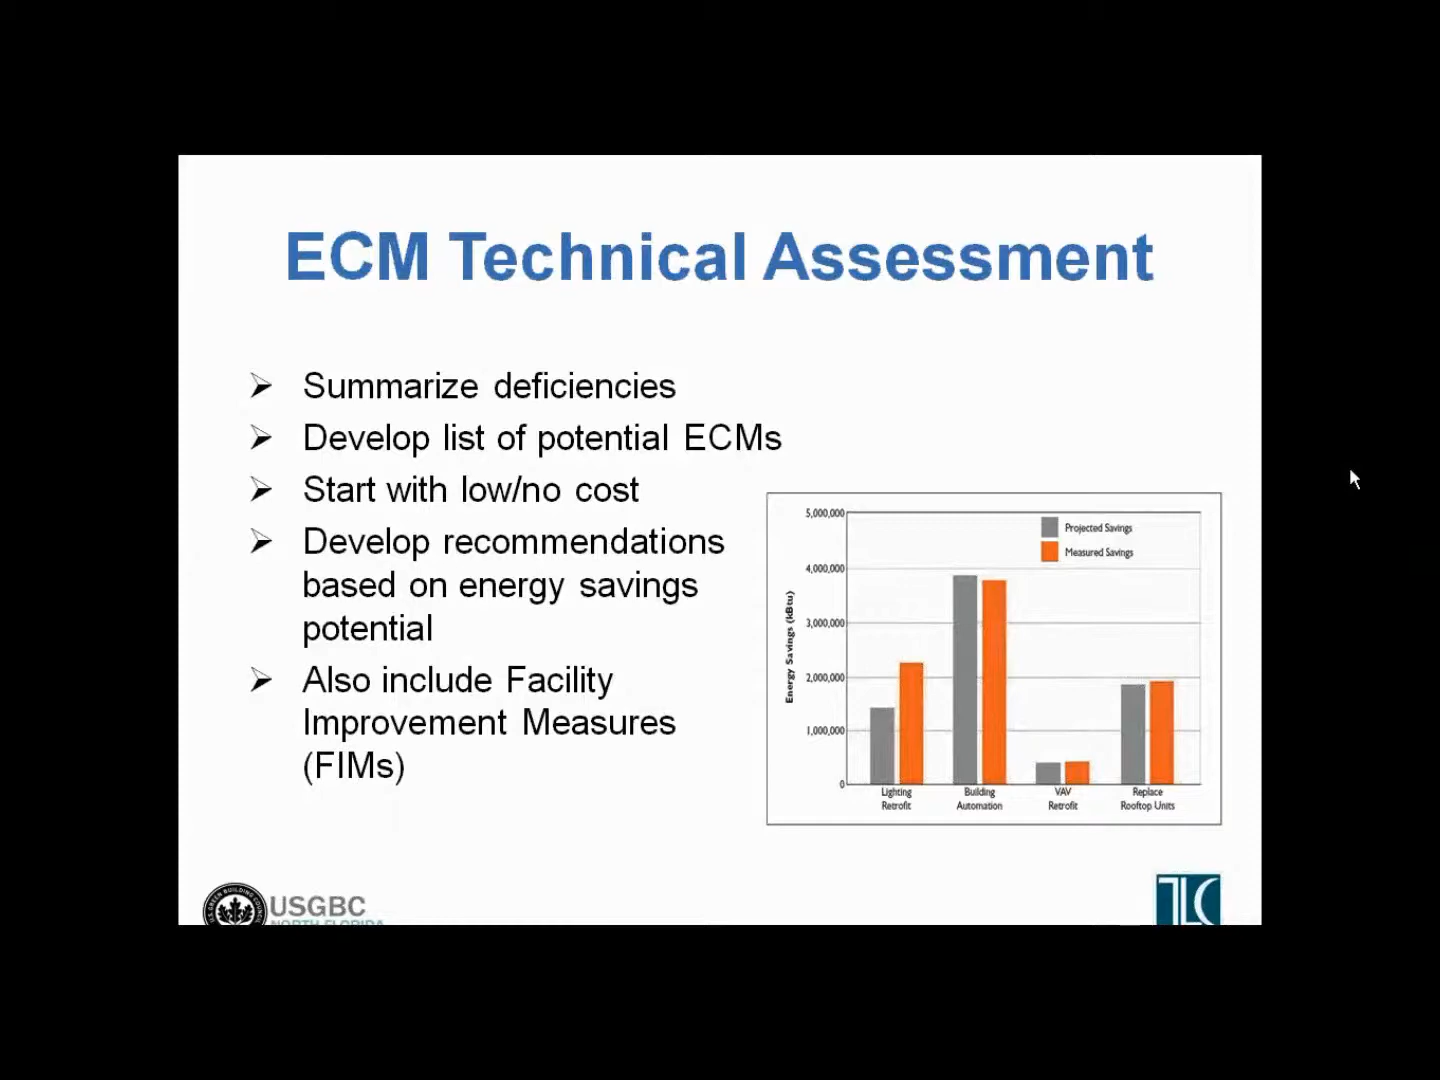 ECM Technical Assessment
Summarize deficiencies
Develop list of potential ECMs
Start with low/no cost
Develop recommendations
based on energy savings
potential
Also include Facility
Improvement Measures
(FIMs)
Projected Savings
Measured Savings
Energy Savings (kBtu)
5,000,000
4,000,000
3,000,000
2,000,000
1,000,000
0
Lighting
Retrofit
Building
Automation
VAV
Retrofit
Replace
Rooftop Units
USGBC
NORTH FLORIDA
TLC